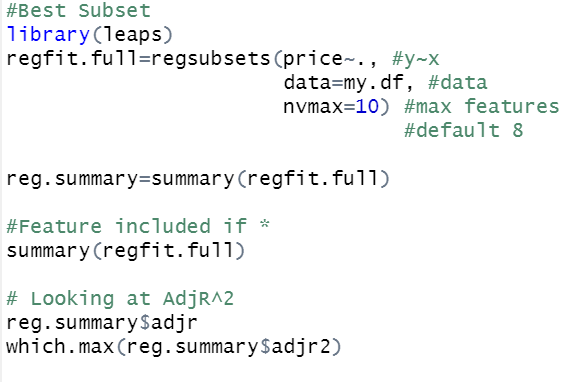 #Best Subset
library(leaps)
regfit.full=regsubsets(price~., #y~x
                       data=my.df, #data
                       nvmax=10) #max features
                                 #default 8
reg.summary=summary(regfit.full)
#Feature included if *
summary(regfit.full)
# Looking at AdjR^2
reg.summary$adjr
which.max(reg.summary$adjr2)